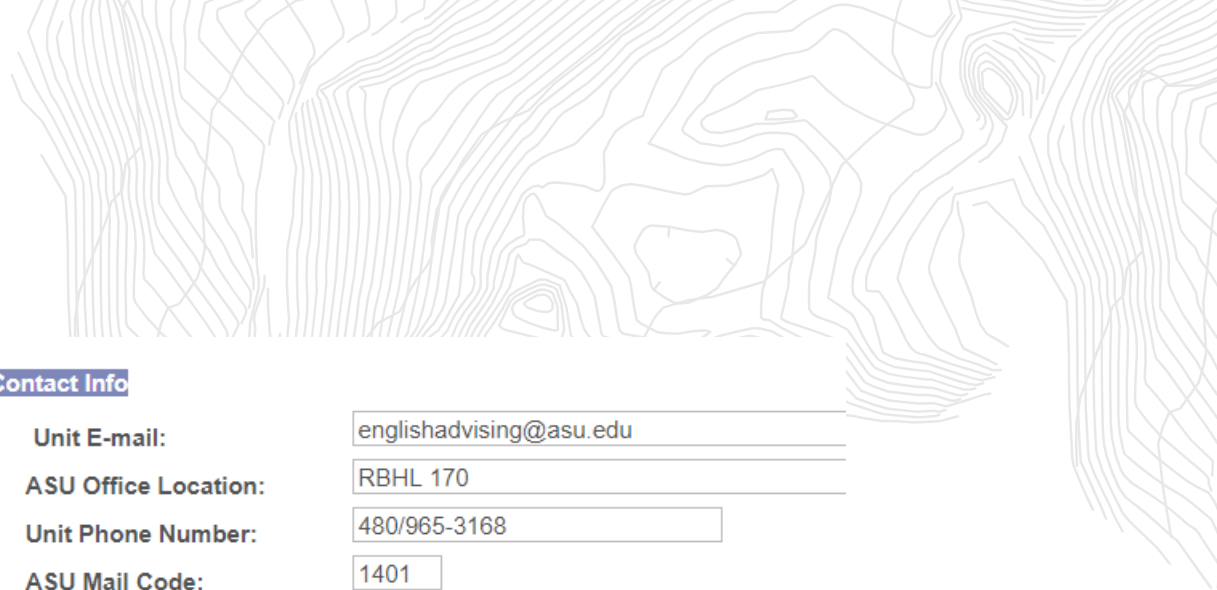 Contact Info
Unit E-mail: englishadvising@asu.edu
ASU Office Location: RBHL 170
Unit Phone Number: 480/965-3168
ASU Mail Code: 1401